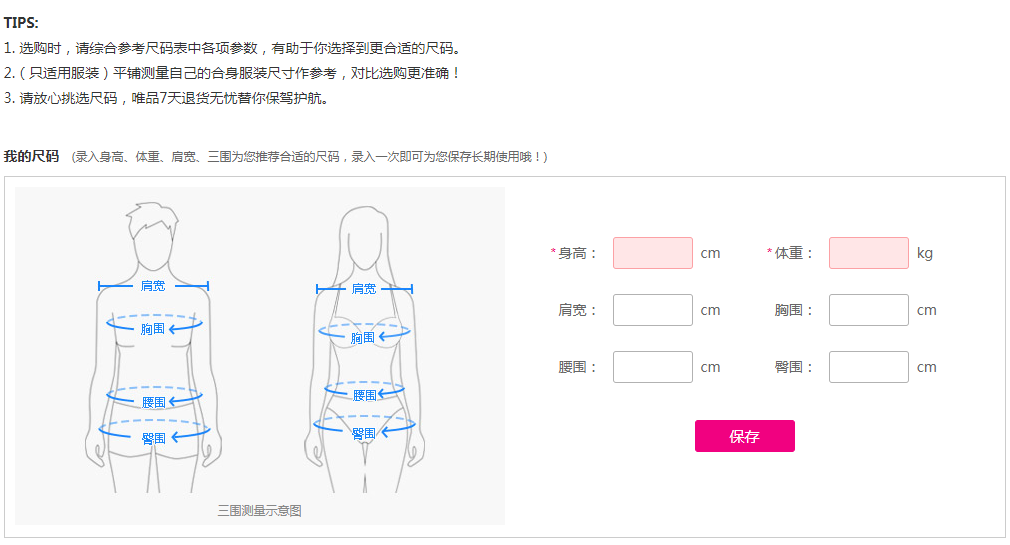 TIPS:
1. 选购时，请综合参考尺码表中各项参数，有助于你选择到更合适的尺码。
2.（只适用服装）平铺测量自己的合身服装尺寸作参考，对比选购更准确！
3. 请放心挑选尺码，唯品7天退货无忧替你保驾护航。
我的尺码 (录入身高、体重、肩宽、三围为您推荐合适的尺码，录入一次即可为您保存长期使用哦！)
肩宽 肩宽
胸围 胸围
腰围 腰围
臀围 臀围
三围测量示意图
*身高： cm *体重： kg
肩宽： cm 胸围： cm
腰围： cm 臀围： cm
保存